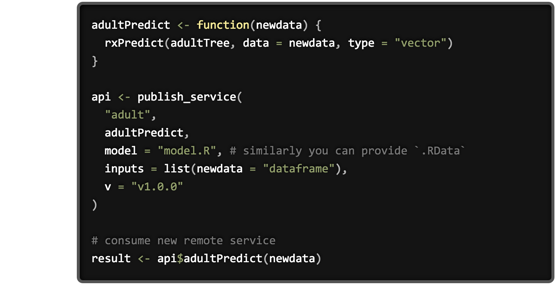 adultPredict <- function(newdata) {
  rxPredict(adultTree, data = newdata, type = "vector")
}
api <- publish_service(
  "adult",
  adultPredict,
  model = "model.R", # similarly you can provide `.RData`
  inputs = list(newdata = "dataframe"),
  v = "v1.0.0"
)
# consume new remote service
result <- api$adultPredict(newdata)